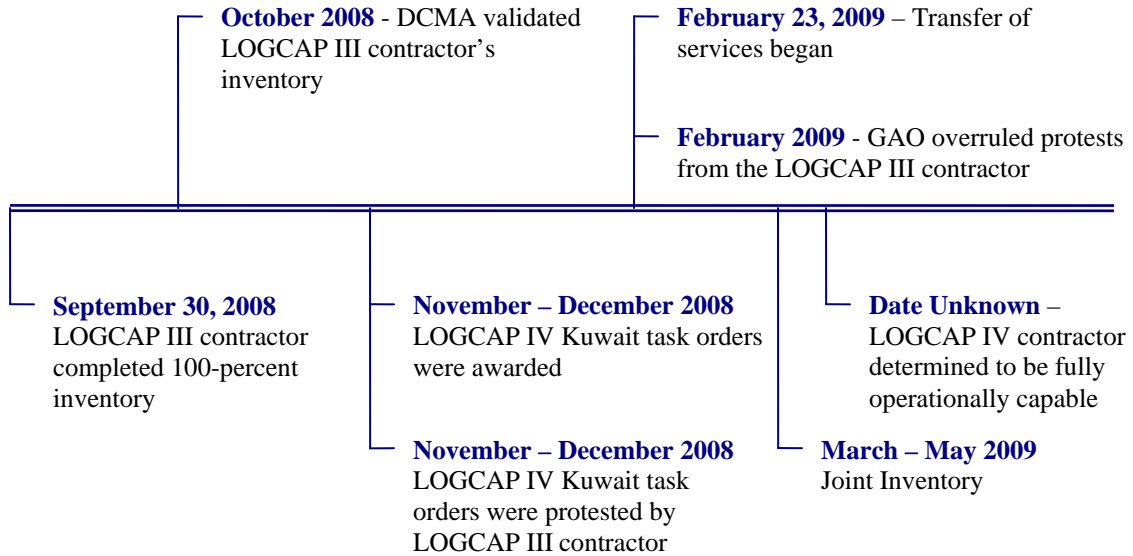 October 2008 - DCMA validated
LOGCAP III contractor's
inventory
February 23, 2009 – Transfer of
services began
February 2009 - GAO overruled protests
from the LOGCAP III contractor
September 30, 2008
LOGCAP III contractor
completed 100-percent
inventory
November – December 2008
LOGCAP IV Kuwait task orders
were awarded
November – December 2008
LOGCAP IV Kuwait task
orders were protested by
LOGCAP III contractor
Date Unknown –
LOGCAP IV contractor
determined to be fully
operationally capable
March – May 2009
Joint Inventory